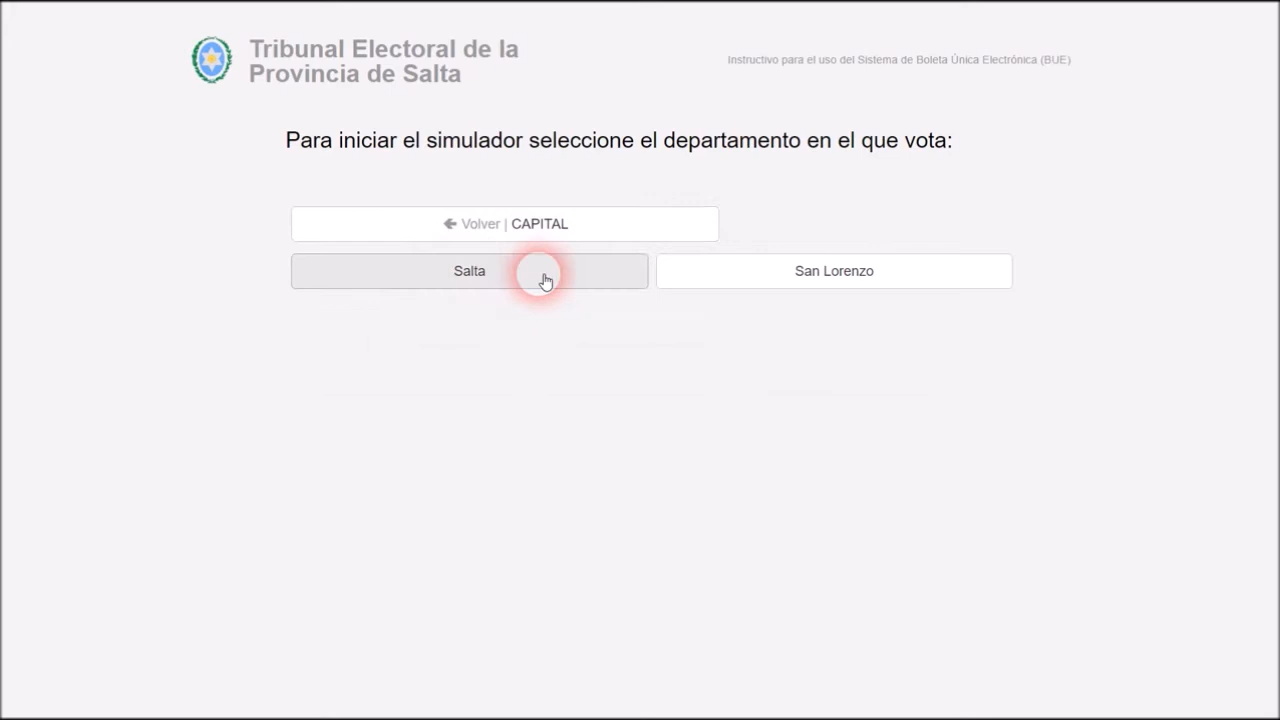 Tribunal Electoral de la
Provincia de Salta
Instructivo para el uso del Sistema de Boleta Única Electrónica (BUE)
Para iniciar el simulador seleccione el departamento en el que vota:
Volver | CAPITAL
Salta
San Lorenzo